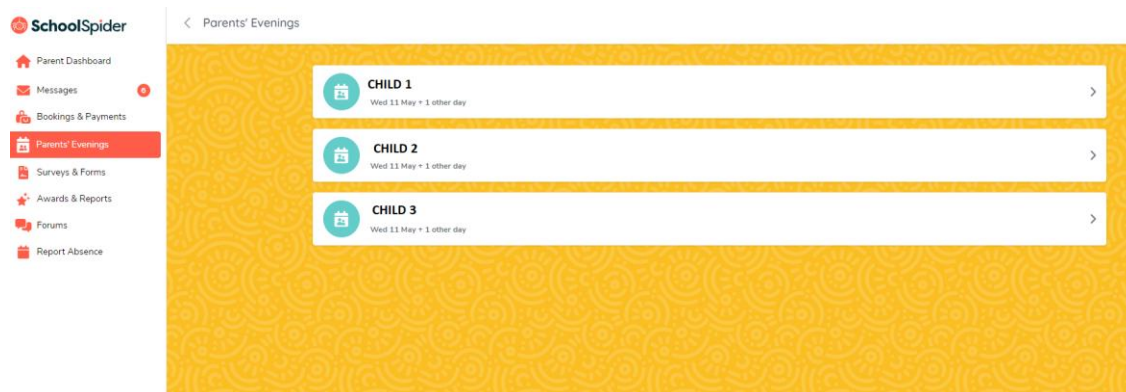 SchoolSpider
Parent Dashboard
Messages
Bookings & Payments
Parents' Evenings
Surveys & Forms
Awards & Reports
Forums
Report Absence
Parents' Evenings
CHILD 1
Wed 11 May + 1 other day
CHILD 2
Wed 11 May + 1 other day
CHILD 3
Wed 11 May + 1 other day